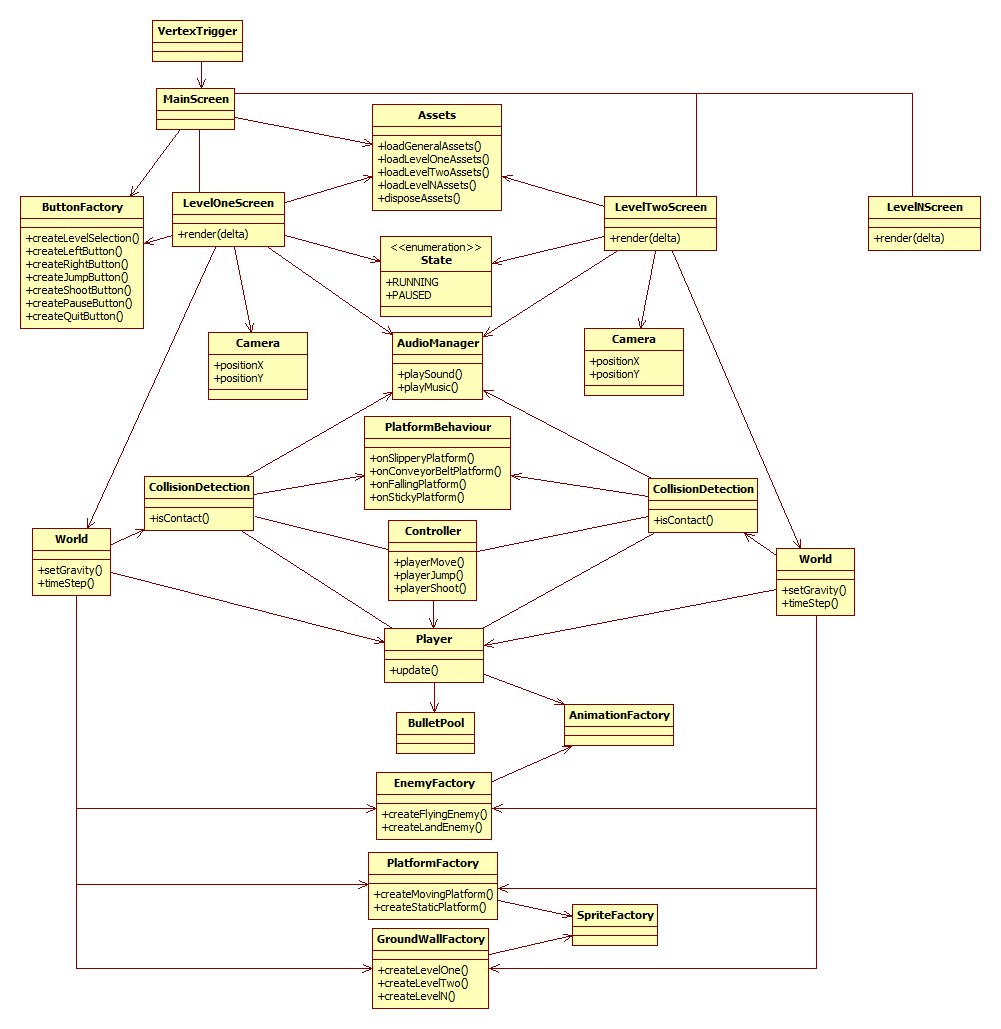 VertexTrigger
MainScreen
Assets
+loadGeneralAssets()
+loadLevelOneAssets()
+loadLevelTwoAssets()
+loadLevelNAssets()
+disposeAssets()
ButtonFactory
+createLevelSelection()
+createLeftButton()
+createRightButton()
+createJumpButton()
+createShootButton()
+createPauseButton()
+createQuitButton()
LevelOneScreen
+render(delta)
LevelTwoScreen
+render(delta)
LevelNScreen
+render(delta)
<<enumeration>>
State
+RUNNING
+PAUSED
Camera
+positionX
+positionY
AudioManager
+playSound()
+playMusic()
Camera
+positionX
+positionY
PlatformBehaviour
+onSlipperyPlatform()
+onConveyorBeltPlatform()
+onFallingPlatform()
+onStickyPlatform()
CollisionDetection
+isContact()
CollisionDetection
+isContact()
World
+setGravity()
+timeStep()
Controller
+playerMove()
+playerJump()
+playerShoot()
World
+setGravity()
+timeStep()
Player
+update()
BulletPool
AnimationFactory
EnemyFactory
+createFlyingEnemy()
+createLandEnemy()
PlatformFactory
+createMovingPlatform()
+createStaticPlatform()
SpriteFactory
GroundWallFactory
+createLevelOne()
+createLevelTwo()
+createLevelN()